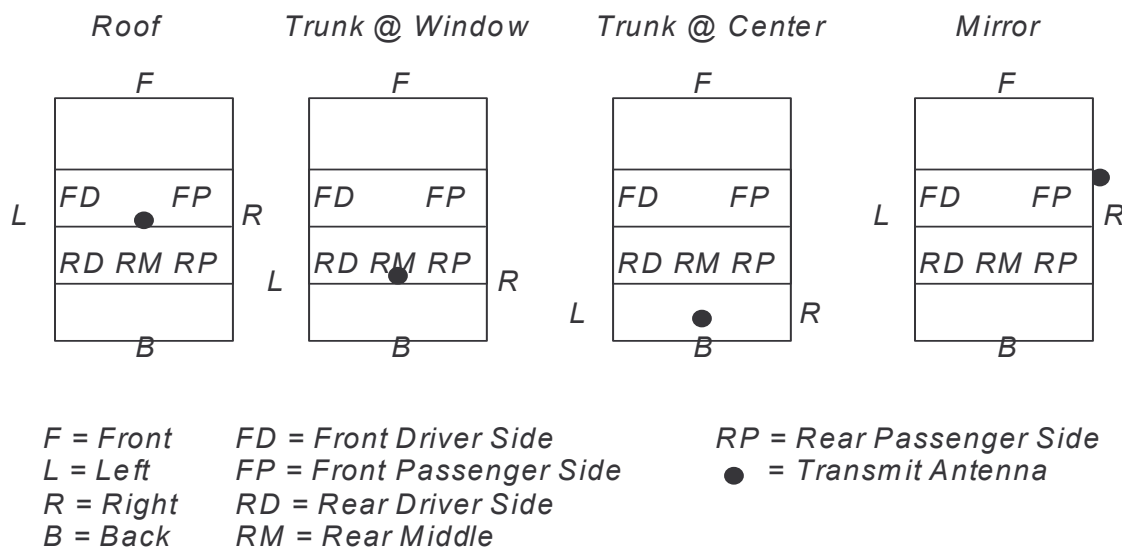 Roof Trunk @ Window Trunk @ Center Mirror
F F F F
FD FP FD FP FD FP FD FP
L R L R
RD RM RP RD RM RP RD RM RP RD RM RP
L R
L R
B B B B
F = Front FD = Front Driver Side RP = Rear Passenger Side
L = Left FP = Front Passenger Side = Transmit Antenna
R = Right RD = Rear Driver Side
B = Back RM = Rear Middle